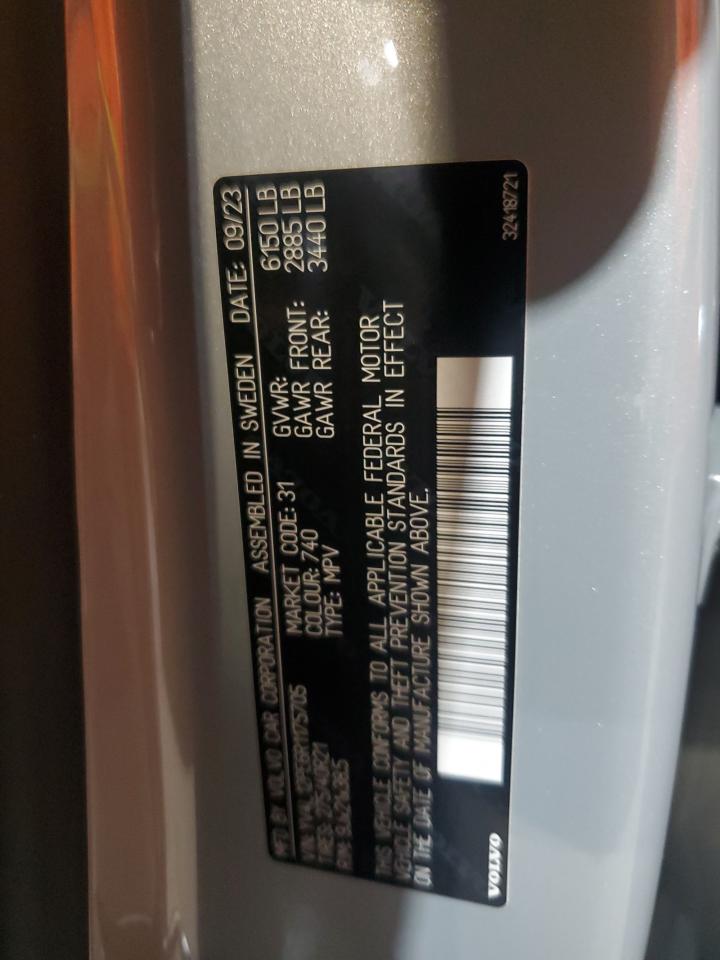 MFD BY VOLVO CAR CORPORATION ASSEMBLED IN SWEDEN DATE: 09/23
MARKET CODE: 31 GVWR: 6150 LB
COLOUR: 740 GAWR FRONT: 2885 LB
TYPE: MPV GAWR REAR: 3440 LB
THIS VEHICLE CONFORMS TO ALL APPLICABLE FEDERAL MOTOR
VEHICLE SAFETY AND THEFT PREVENTION STANDARDS IN EFFECT
ON THE DATE OF MANUFACTURE SHOWN ABOVE.
VOLVO 32418721